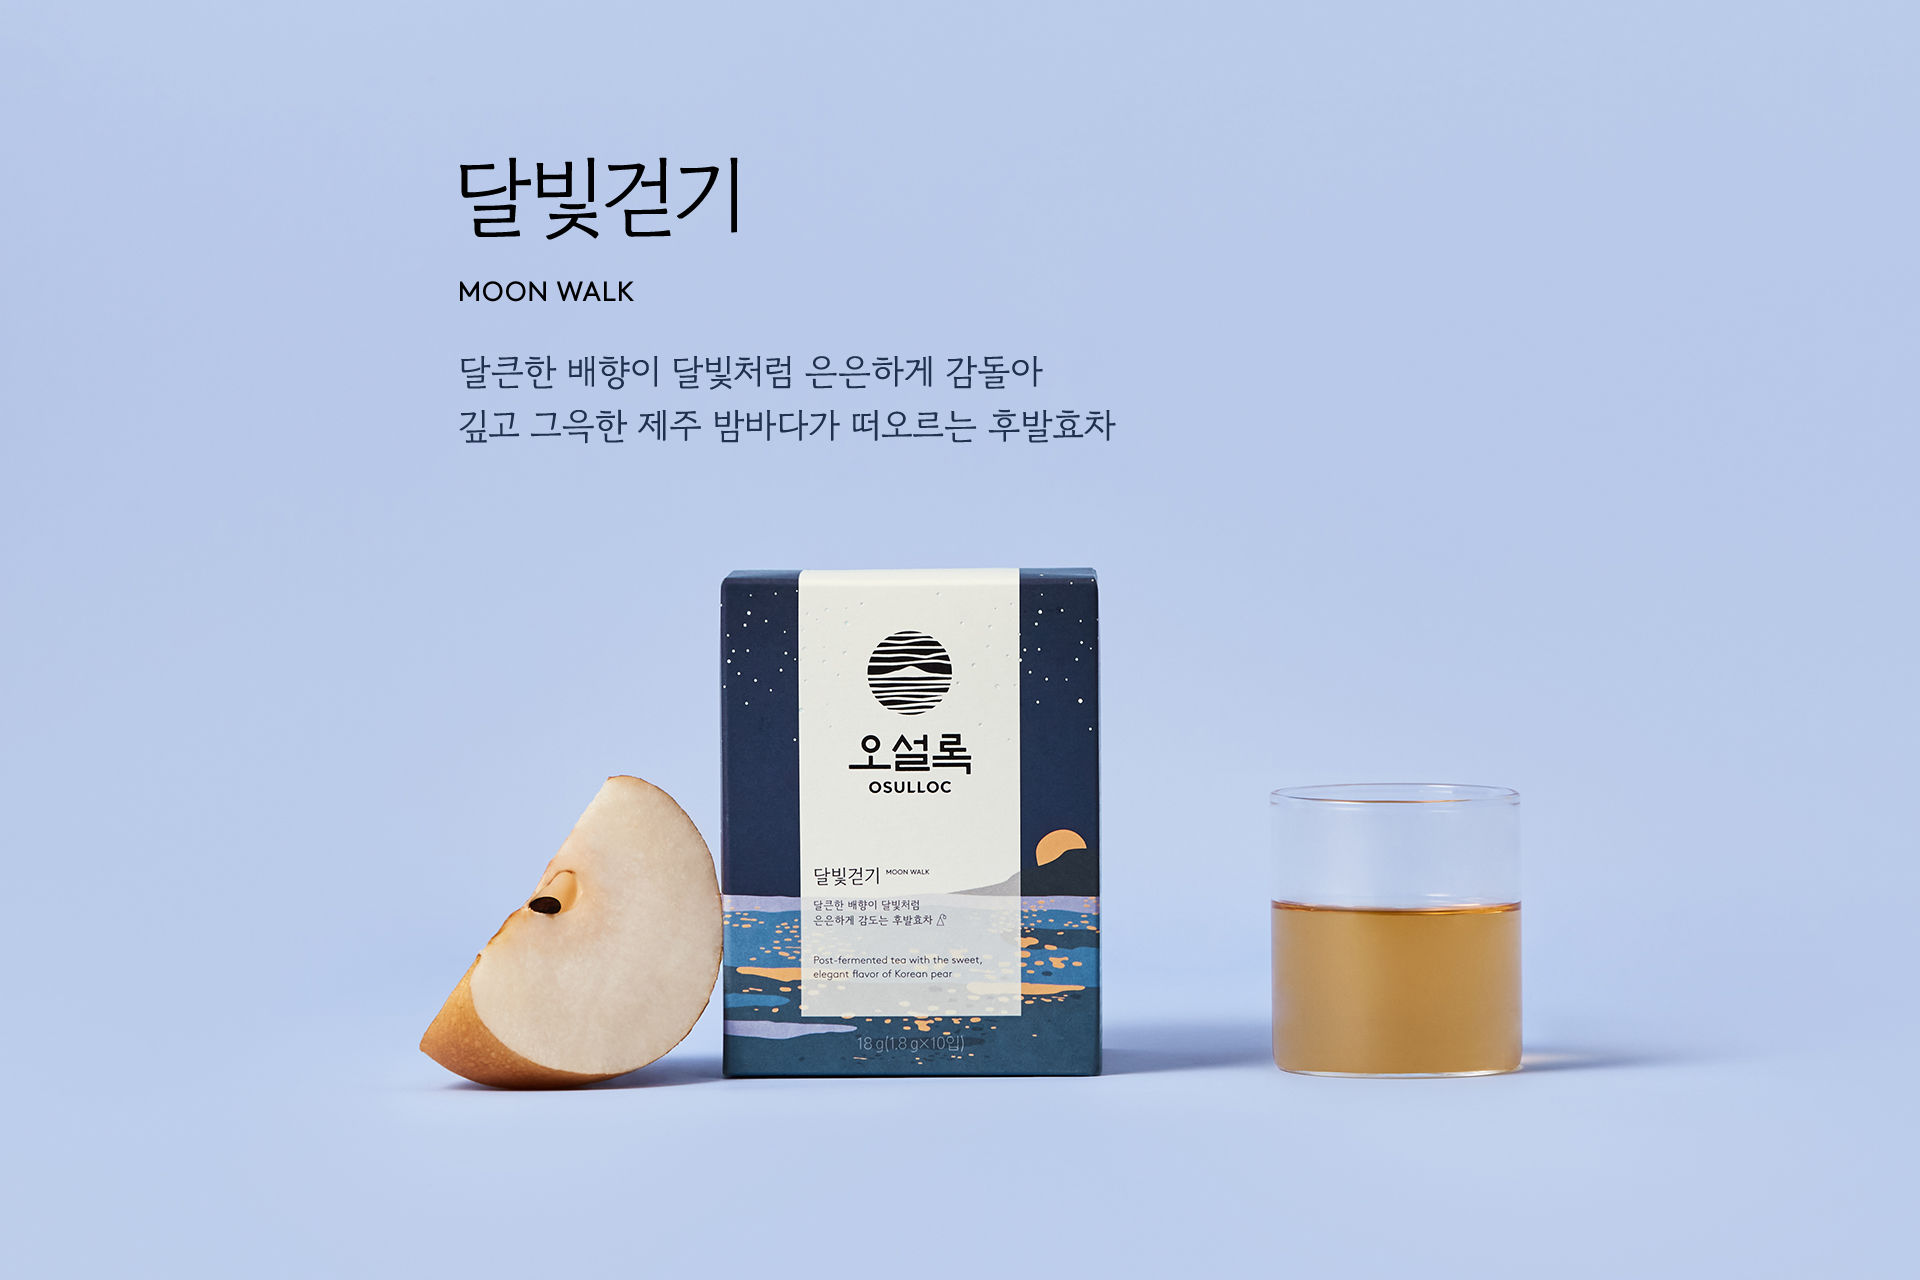 달빛걷기
MOON WALK
달큰한 배향이 달빛처럼 은은하게 감돌아
깊고 그윽한 제주 밤바다가 떠오르는 후발효차
오설록
OSULLOC
달빛걷기 MOON WALK
달큰한 배향이 달빛처럼
은은하게 감도는 후발효차
Post-fermented tea with the sweet,
elegant flavor of Korean pear
18 g(1.8 g×10입)